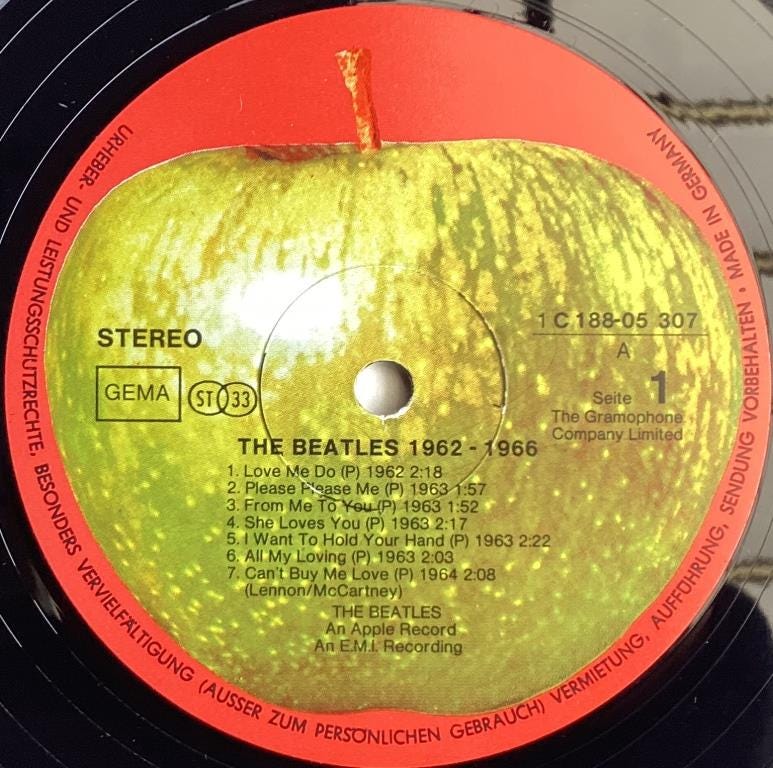 URHEBER- UND LEISTUNGSSCHUTZRECHTE. BESONDERS VERVIELFÄLTIGUNG (AUSSER ZUM PERSÖNLICHEN GEBRAUCH) VERMIETUNG, AUFFÜHRUNG, SENDUNG VORBEHALTEN • MADE IN GERMANY
STEREO
GEMA
ST 33
1 C 188-05 307
A
Seite 1
The Gramophone
Company Limited
THE BEATLES 1962 - 1966
1. Love Me Do (P) 1962 2:18
2. Please Please Me (P) 1963 1:57
3. From Me To You (P) 1963 1:52
4. She Loves You (P) 1963 2:17
5. I Want To Hold Your Hand (P) 1963 2:22
6. All My Loving (P) 1963 2:03
7. Can't Buy Me Love (P) 1964 2:08
(Lennon/McCartney)
THE BEATLES
An Apple Record
An E.M.I. Recording